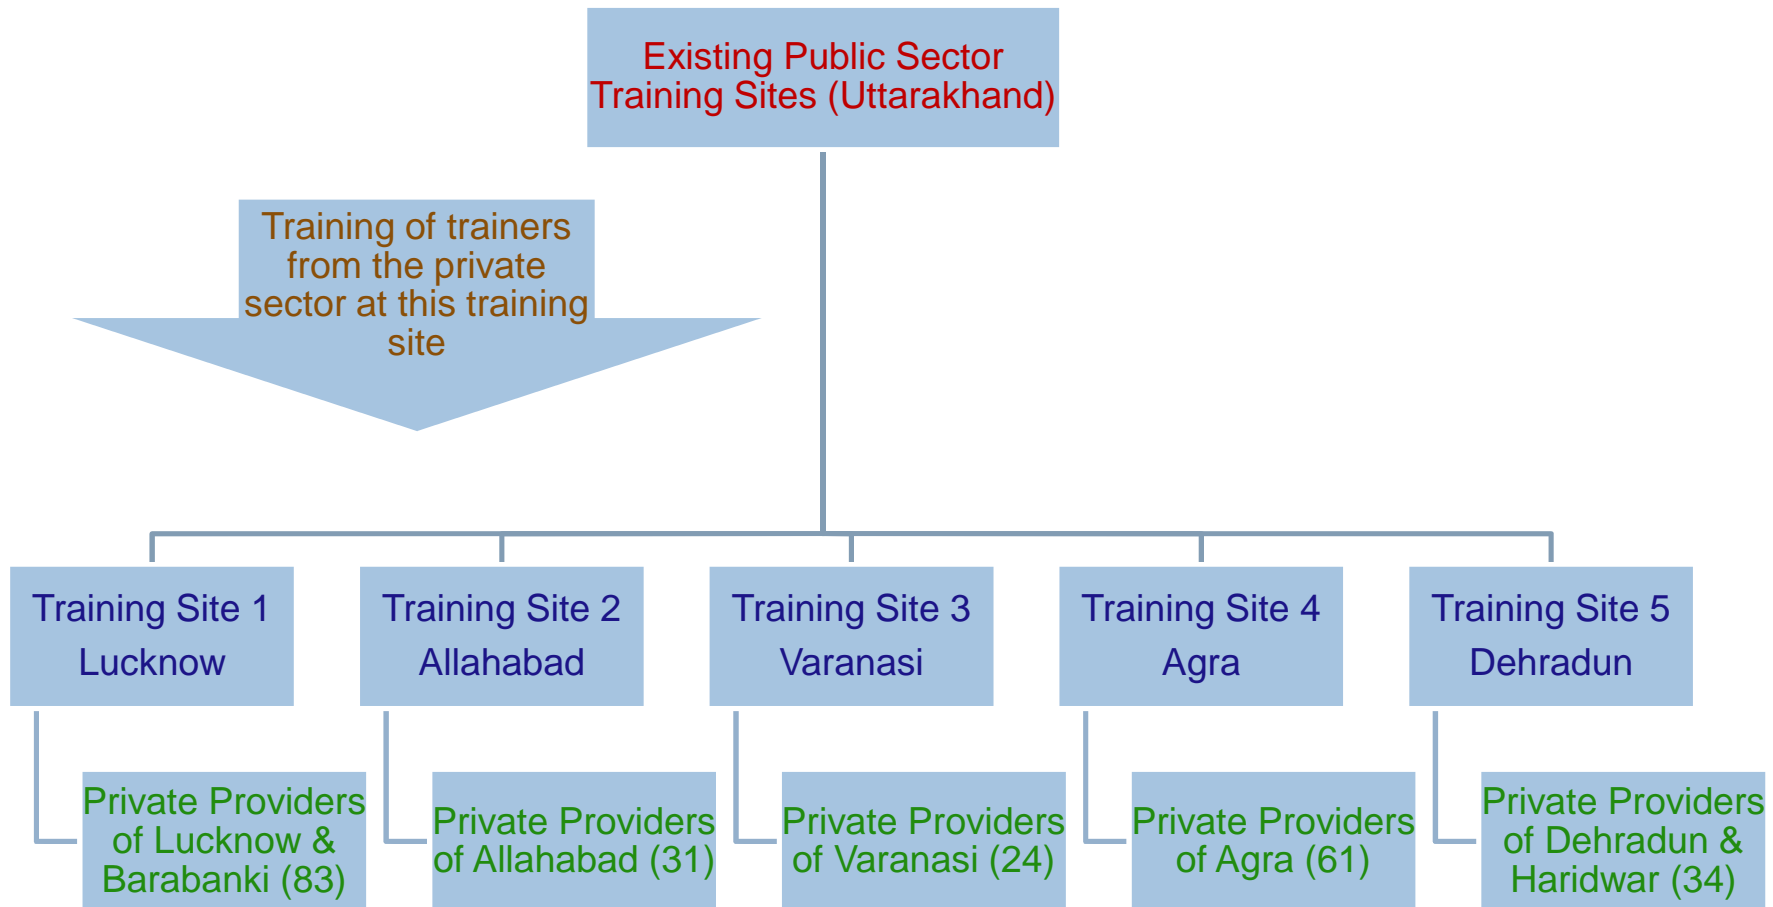 Existing Public Sector
Training Sites (Uttarakhand)
Training of trainers
from the private
sector at this training
site
Training Site 1
Lucknow
Training Site 2
Allahabad
Training Site 3
Varanasi
Training Site 4
Agra
Training Site 5
Dehradun
Private Providers
of Lucknow &
Barabanki (83)
Private Providers
of Allahabad (31)
Private Providers
of Varanasi (24)
Private Providers
of Agra (61)
Private Providers
of Dehradun &
Haridwar (34)